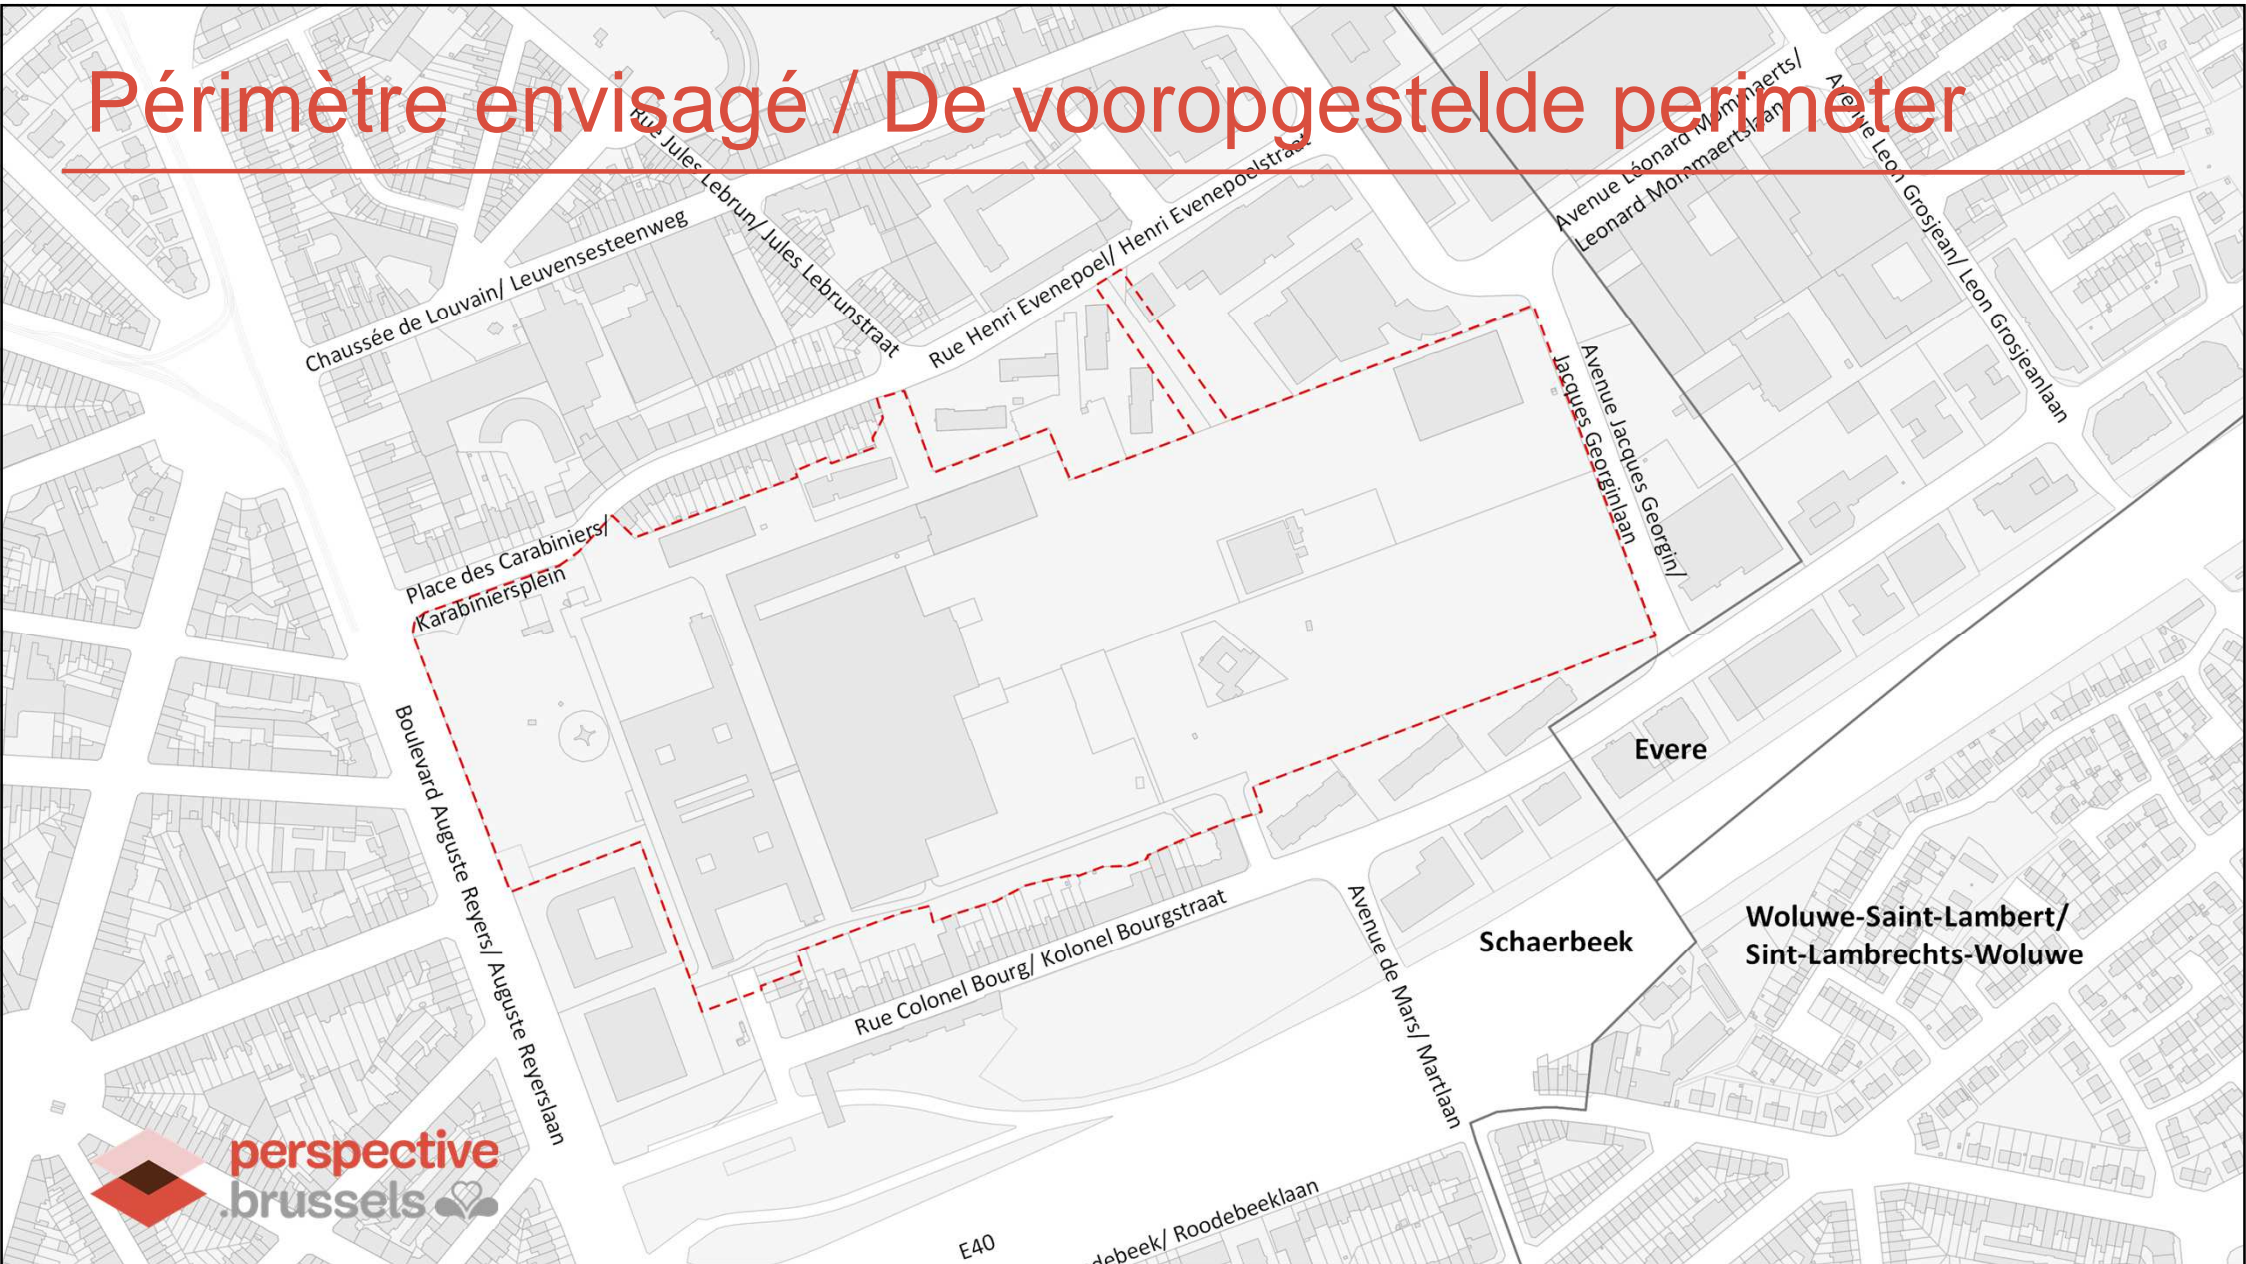 Périmètre envisagé / De vooropgestelde perimeter
Rue Jules Lebrun/ Jules Lebrunstraat
Avenue Léonard Mommaerts/
Leonard Mommaertslaan
Avenue Leon Grosjean/ Leon Grosjeanlaan
Chaussée de Louvain/ Leuvensesteenweg
Rue Henri Evenepoel/ Henri Evenepoelstraat
Avenue Jacques Georgin/
Jacques Georginlaan
Place des Carabiniers/
Karabiniersplein
Boulevard Auguste Reyers/ Auguste Reyerslaan
Evere
Woluwe-Saint-Lambert/
Sint-Lambrechts-Woluwe
Schaerbeek
Rue Colonel Bourg/ Kolonel Bourgstraat
Avenue de Mars/ Martlaan
perspective
.brussels
E40
debeek/ Roodebeeklaan